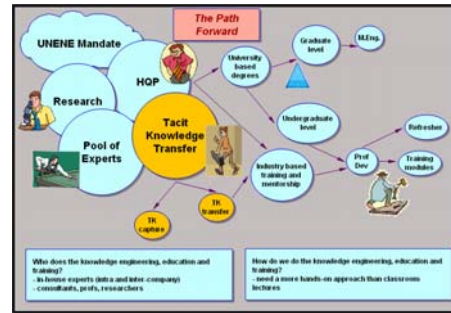 The Path
Forward
UNENE Mandate
HQP
Research
Pool of
Experts
Tacit
Knowledge
Transfer
TK
capture
TK
transfer
University
based
degrees
Graduate
level
M.Eng.
Undergraduate
level
Industry based
training and
mentorship
Prof
Dev
Refresher
Training
modules
Who does the knowledge engineering, education and
training?
- in-house experts (intra and inter-company)
- consultants, profs, researchers
How do we do the knowledge engineering, education and
training?
- need a more hands-on approach than classroom
lectures